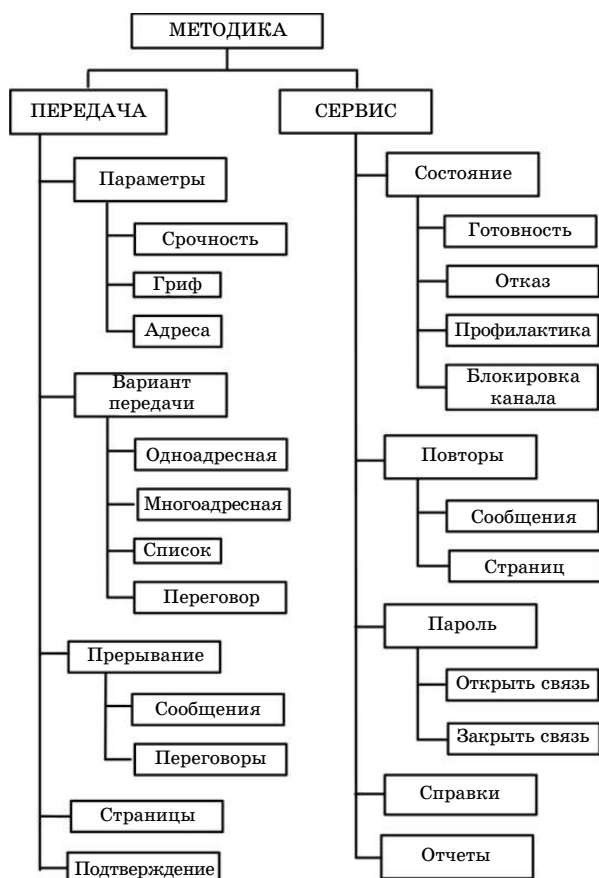 МЕТОДИКА
ПЕРЕДАЧА
Параметры
Срочность
Гриф
Адреса
Вариант
передачи
Одноадресная
Многоадресная
Список
Переговор
Прерывание
Сообщения
Переговоры
Страницы
Подтверждение
СЕРВИС
Состояние
Готовность
Отказ
Профилактика
Блокировка
канала
Повторы
Сообщения
Страниц
Пароль
Открыть связь
Закрыть связь
Справки
Отчеты